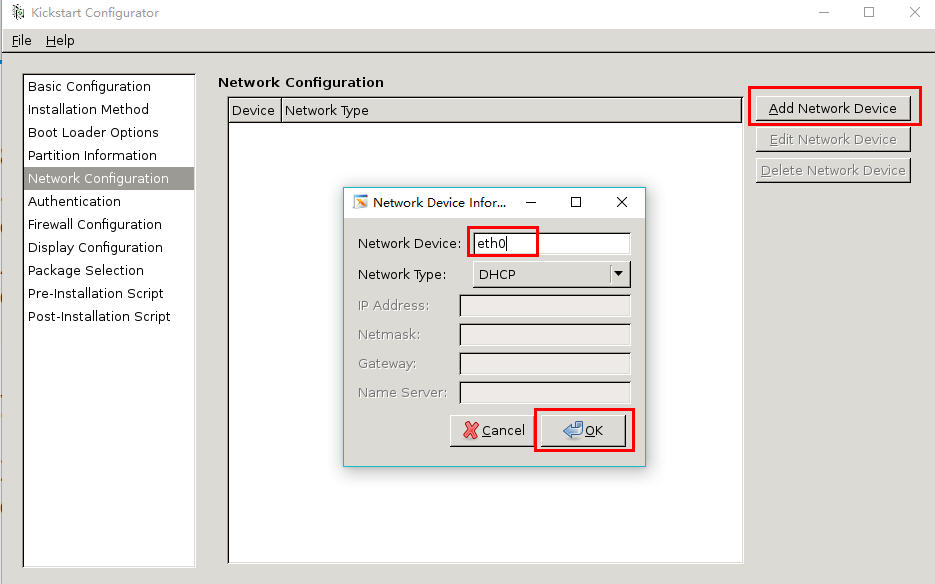 Kickstart Configurator
File Help
Basic Configuration
Installation Method
Boot Loader Options
Partition Information
Network Configuration
Authentication
Firewall Configuration
Display Configuration
Package Selection
Pre-Installation Script
Post-Installation Script
Network Configuration
Device Network Type
Add Network Device
Edit Network Device
Delete Network Device
Network Device Infor...
Network Device: eth0
Network Type: DHCP
IP Address:
Netmask:
Gateway:
Name Server:
Cancel OK